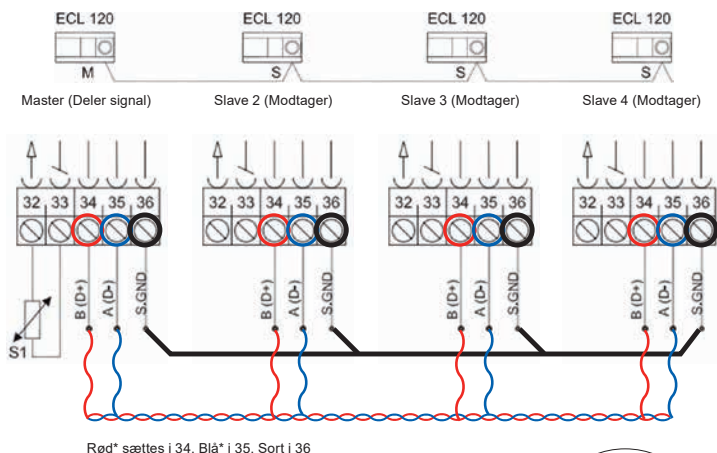 ECL 120 ECL 120 ECL 120 ECL 120
M S S S
Master (Deler signal) Slave 2 (Modtager) Slave 3 (Modtager) Slave 4 (Modtager)
32 33 34 35 36 32 33 34 35 36 32 33 34 35 36 32 33 34 35 36
B (D+) A (D-) S.GND B (D+) A (D-) S.GND B (D+) A (D-) S.GND B (D+) A (D-) S.GND
S1
Rød* sættes i 34, Blå* i 35, Sort i 36